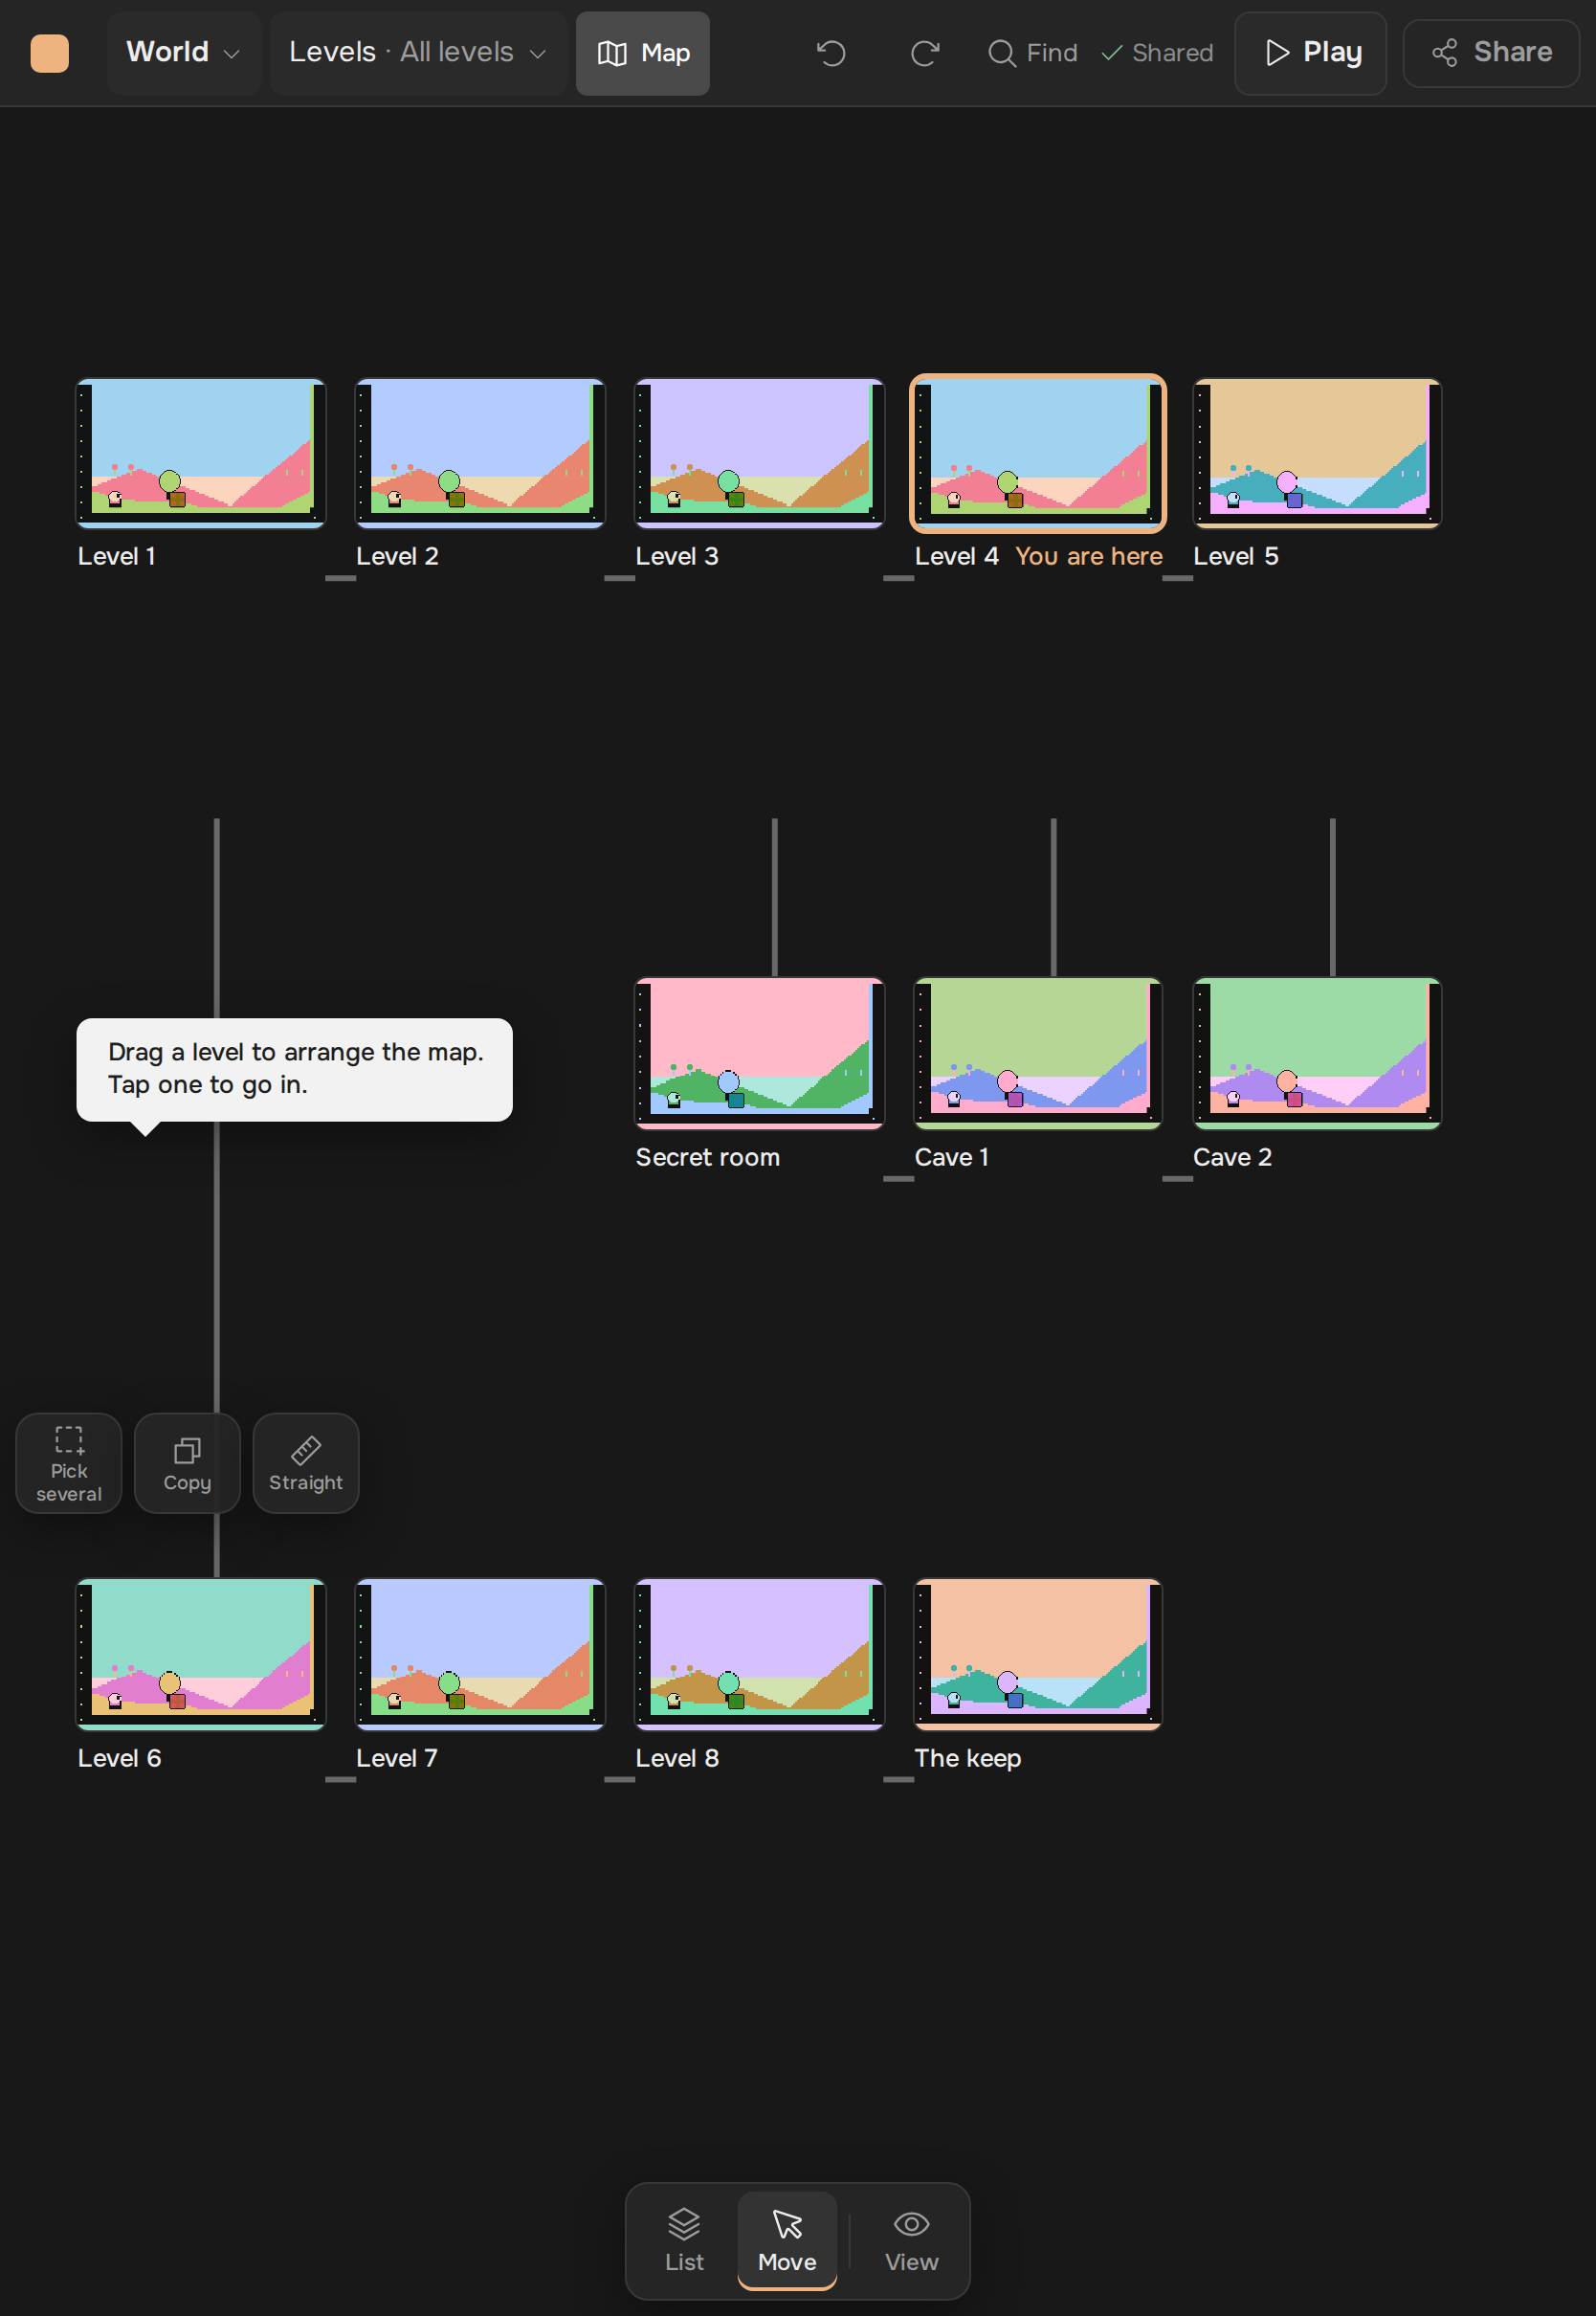 World
Levels · All levels
Map
Find
Shared
Play
Share
Level 1
Level 2
Level 3
Level 4 You are here
Level 5
Drag a level to arrange the map.
Tap one to go in.
Secret room
Cave 1
Cave 2
Pick
several
Copy
Straight
Level 6
Level 7
Level 8
The keep
List
Move
View